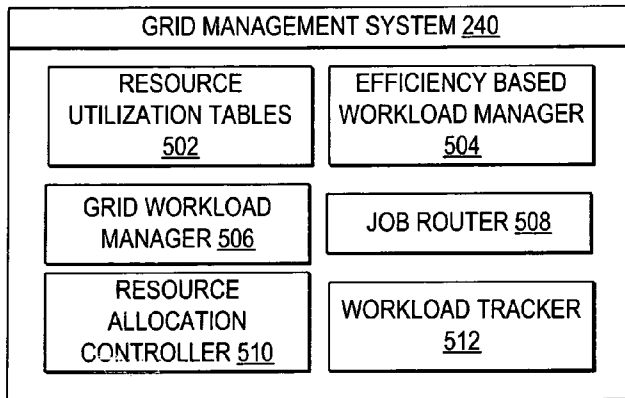 GRID MANAGEMENT SYSTEM 240
RESOURCE
UTILIZATION TABLES
502
EFFICIENCY BASED
WORKLOAD MANAGER
504
GRID WORKLOAD
MANAGER 506
JOB ROUTER 508
RESOURCE
ALLOCATION
CONTROLLER 510
WORKLOAD TRACKER
512